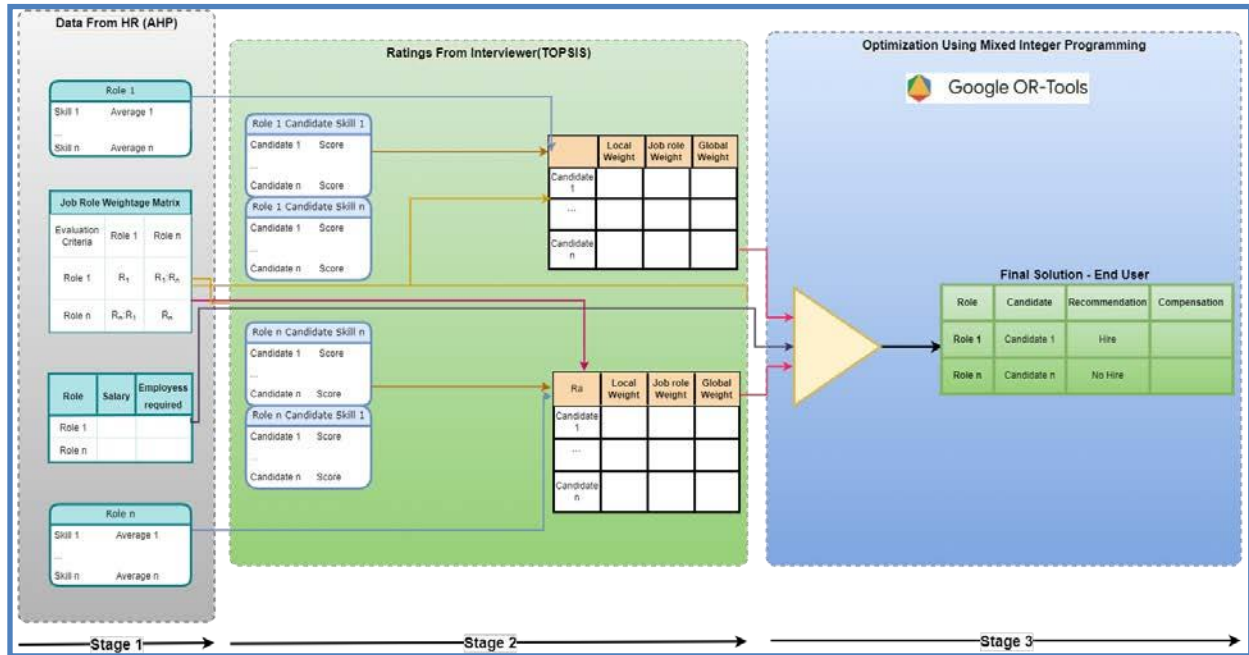 Data From HR (AHP)
Role 1
Skill 1 Average 1
...
Skill n Average n
Job Role Weightage Matrix
Evaluation Criteria Role 1 Role n
Role 1 R₁ R₁:Rₙ
Role n Rₙ:R₁ Rₙ
Role Salary Employess required
Role 1
Role n
Role n
Skill 1 Average 1
...
Skill n Average n
Ratings From Interviewer(TOPSIS)
Role 1 Candidate Skill 1
Candidate 1 Score
...
Candidate n Score
Role 1 Candidate Skill n
Candidate 1 Score
...
Candidate n Score
Local Weight Job role Weight Global Weight
Candidate 1
...
Candidate n
Role n Candidate Skill n
Candidate 1 Score
...
Candidate n Score
Role n Candidate Skill 1
Candidate 1 Score
...
Candidate n Score
Ra Local Weight Job role Weight Global Weight
Candidate 1
...
Candidate n
Optimization Using Mixed Integer Programming
Google OR-Tools
Final Solution - End User
Role Candidate Recommendation Compensation
Role 1 Candidate 1 Hire
Role n Candidate n No Hire
Stage 1
Stage 2
Stage 3